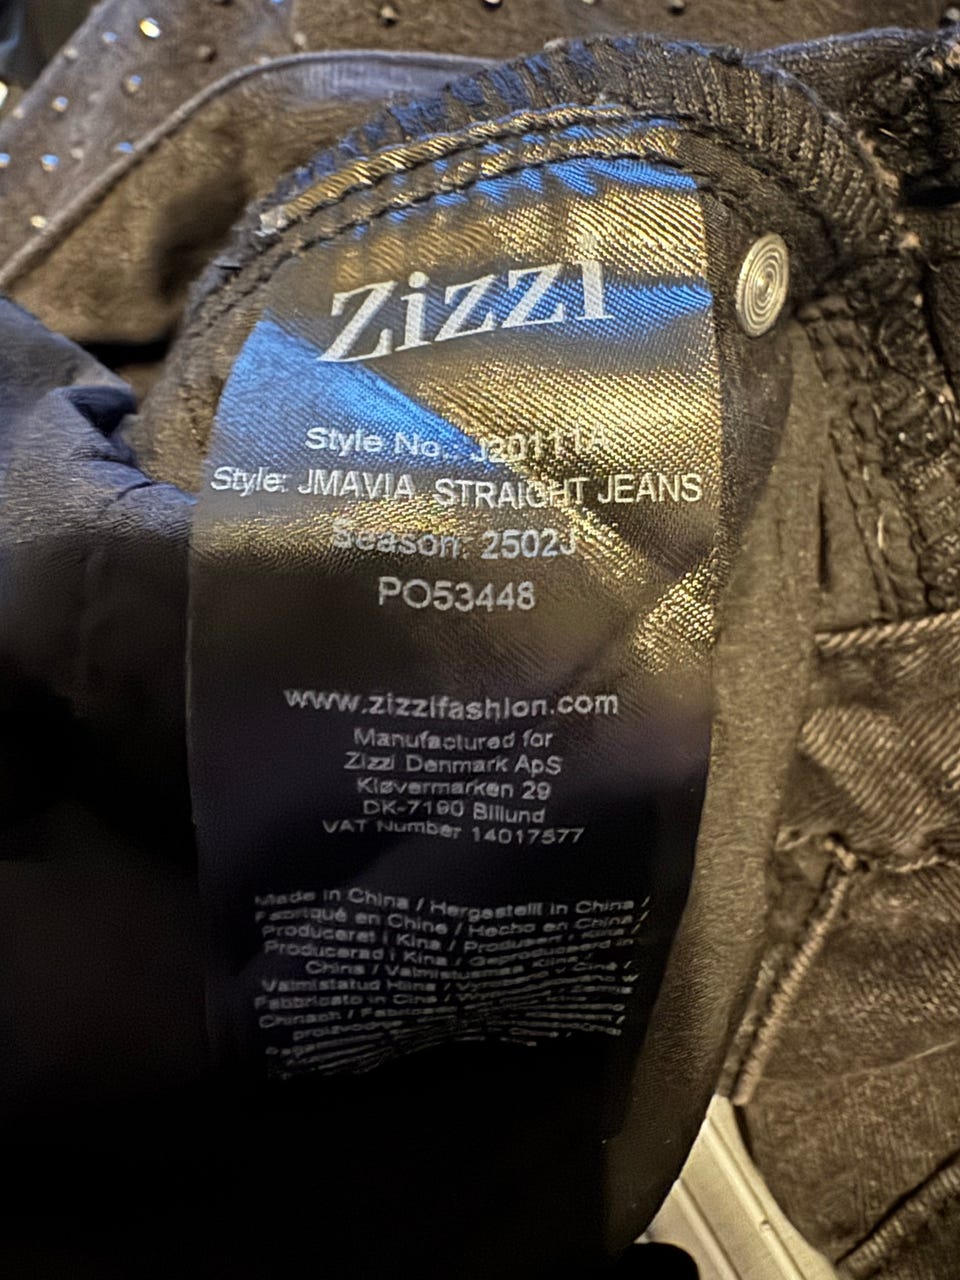 Zizzi
Style No.: J20111A
Style: JMAVIA, STRAIGHT JEANS
Season: 2502J
PO53448
www.zizzifashion.com
Manufactured for
Zizzi Denmark ApS
Kløvermarken 29
DK-7190 Billund
VAT Number 14017577
Made in China / Hergestellt in China /
Fabriqué en Chine / Hecho en China /
Produceret i Kina / Produsert i Kina /
Producerad i Kina / Geproduceerd in
China / Valmistusmaa Kiina /
Fabbricato in Cina /